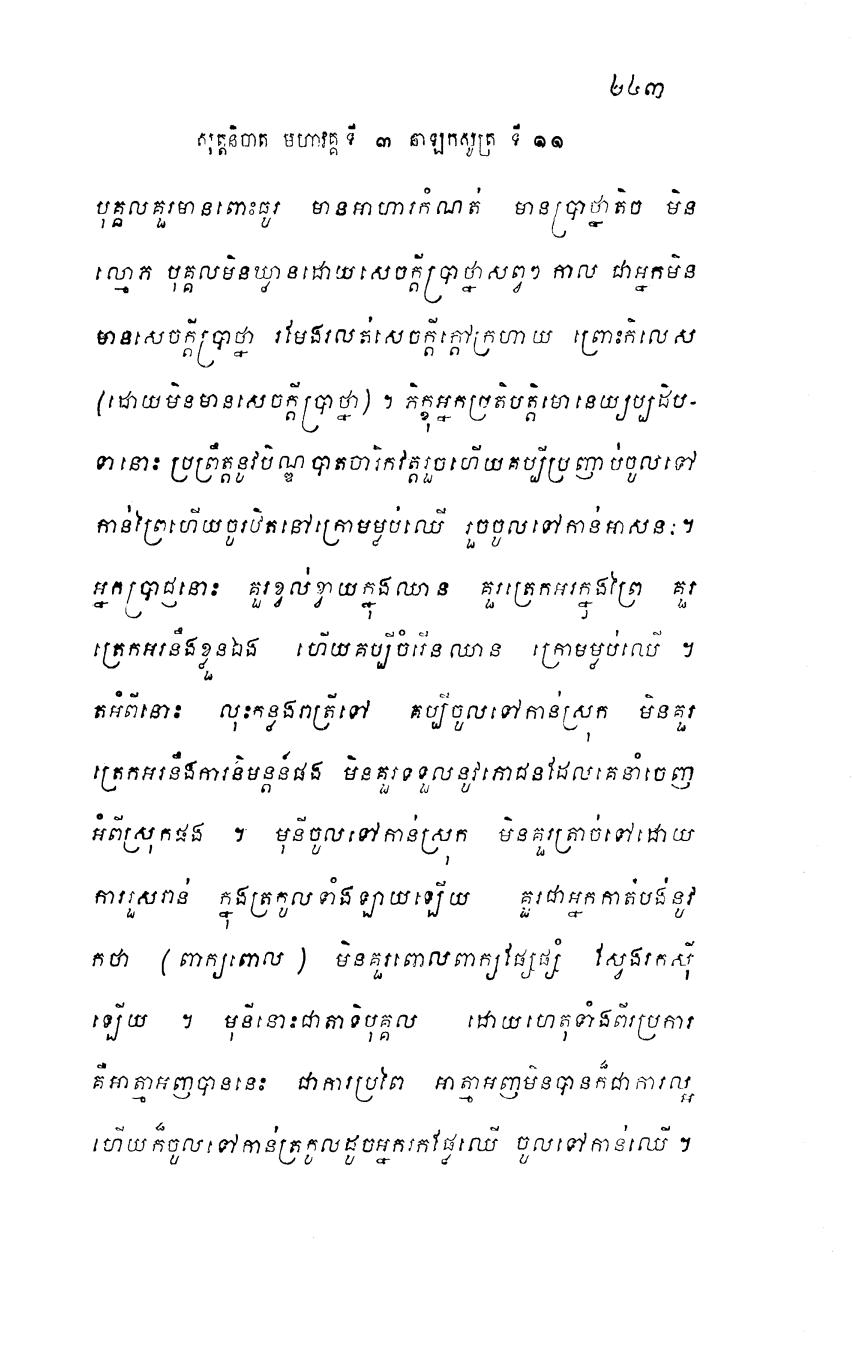 ២៤៣
សុត្តនិបាត មហាវគ្គ ទី ៣ នាឡកសូត្រ ទី ១១
បុគ្គលគួរមានពោះធូរ មានអាហារកំណត់ មានប្រាថ្នាតិច មិន
ល្មោភ បុគ្គលមិនឃ្លានដោយសេចក្តីប្រាថ្នាសព្វៗ កាល ជាអ្នកមិន
មានសេចក្តីប្រាថ្នា រមែងរលត់សេចក្តីក្តៅក្រហាយ ព្រោះកិលេស
(ដោយមិនមានសេចក្តីប្រាថ្នា) ។ ភិក្ខុអ្នកប្រតិបត្តិមោនេយ្យប្បដិប-
ទានោះ ប្រព្រឹត្តនូវបិណ្ឌបាតចារិកវត្តរួចហើយគប្បីប្រញាប់ចូលទៅ
កាន់ព្រៃហើយចូរឋិតនៅក្រោមម្លប់ឈើ រួចចូលទៅកាន់អាសនៈ ។
អ្នកប្រាជ្ញនោះ គួរខ្វល់ខ្វាយក្នុងឈាន គួរត្រេកអរក្នុងព្រៃ គួរ
ត្រេកអរនឹងខ្លួនឯង ហើយគប្បីចំរើនឈាន ក្រោមម្លប់ឈើ ។
តអំពីនោះ លុះកន្លងរាត្រីទៅ គប្បីចូលទៅកាន់ស្រុក មិនគួរ
ត្រេកអរនឹងការនិមន្តន៍ផង មិនគួរទទួលនូវភោជនដែលគេនាំចេញ
អំពីស្រុកផង ។ មុនីចូលទៅកាន់ស្រុក មិនគួរត្រាច់ទៅដោយ
ការរួសរាន់ ក្នុងត្រកូលទាំងឡាយឡើយ គួរជាអ្នកកាត់បង់នូវ
កថា (ពាក្យពោល) មិនគួរពោលពាក្យផ្សេផ្សំ ស្វែងរកស៊ី
ឡើយ ។ មុនីនោះជាតាទិបុគ្គល ដោយហេតុទាំងពីរប្រការ
គឺអាត្មាអញបាននេះ ជាការប្រពៃ អាត្មាអញមិនបានក៏ជាការល្អ
ហើយក៏ចូលទៅកាន់ត្រកូលដូចអ្នករកផ្លែឈើ ចូលទៅកាន់ឈើ ។